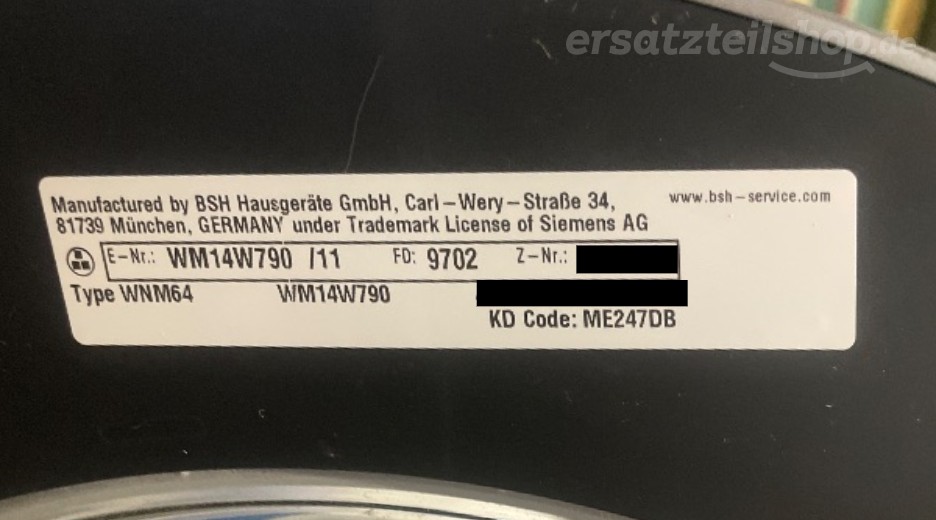 ersatzteilshop.de
Manufactured by BSH Hausgeräte GmbH, Carl-Wery-Straße 34, www.bsh-service.com
81739 München, GERMANY under Trademark License of Siemens AG
E-Nr.: WM14W790 /11 FD: 9702 Z-Nr.:
Type WNM64 WM14W790
KD Code: ME247DB